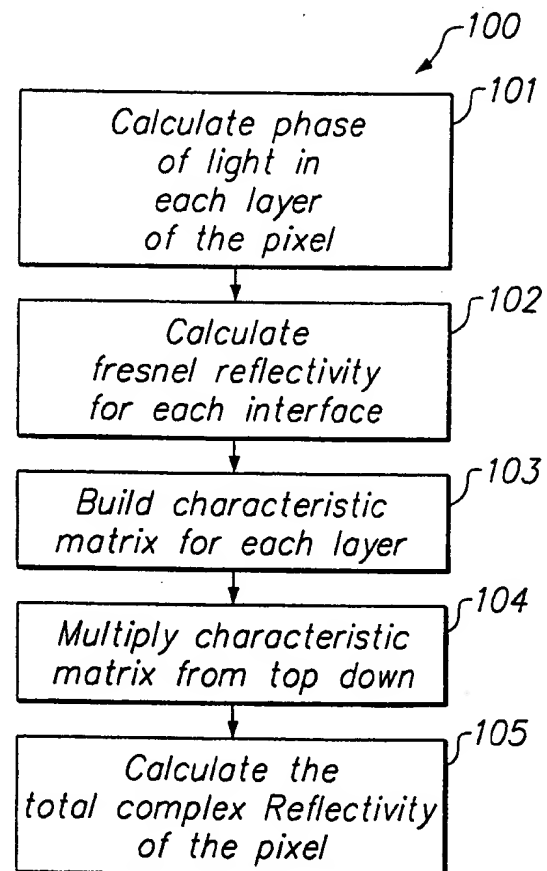 100
101
Calculate phase
of light in
each layer
of the pixel
102
Calculate
fresnel reflectivity
for each interface
103
Build characteristic
matrix for each layer
104
Multiply characteristic
matrix from top down
105
Calculate the
total complex Reflectivity
of the pixel